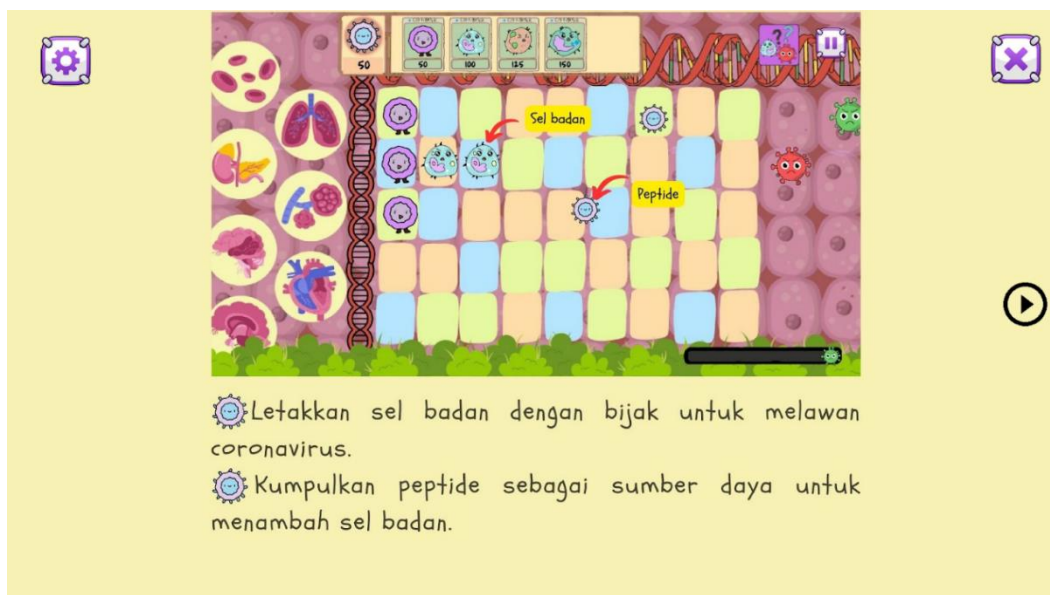 50
50 100 125 150
Sel badan
Peptide
Letakkan sel badan dengan bijak untuk melawan
coronavirus.
Kumpulkan peptide sebagai sumber daya untuk
menambah sel badan.